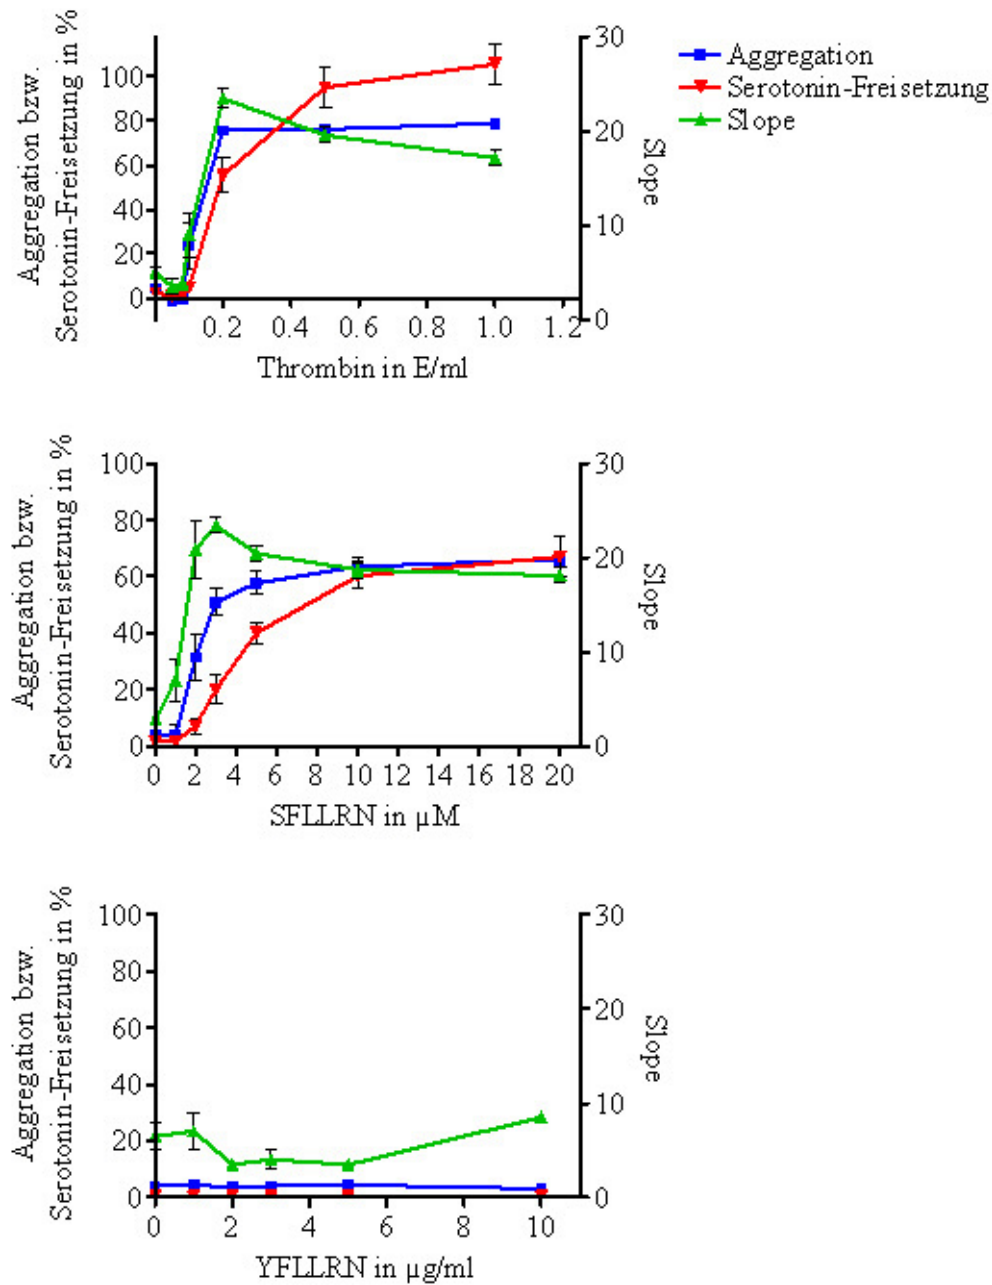 Aggregation bzw.
Serotonin-Freisetzung in %
100
80
60
40
20
0
30
20
10
0
Slope
0.2 0.4 0.6 0.8 1.0 1.2
Thrombin in E/ml
Aggregation
Serotonin-Freisetzung
Slope
Aggregation bzw.
Serotonin-Freisetzung in %
100
80
60
40
20
0
30
20
10
0
Slope
0 2 4 6 8 10 12 14 16 18 20
SFLLRN in µM
Aggregation bzw.
Serotonin-Freisetzung in %
100
80
60
40
20
0
30
20
10
0
Slope
0 2 4 6 8 10
YFLLRN in µg/ml